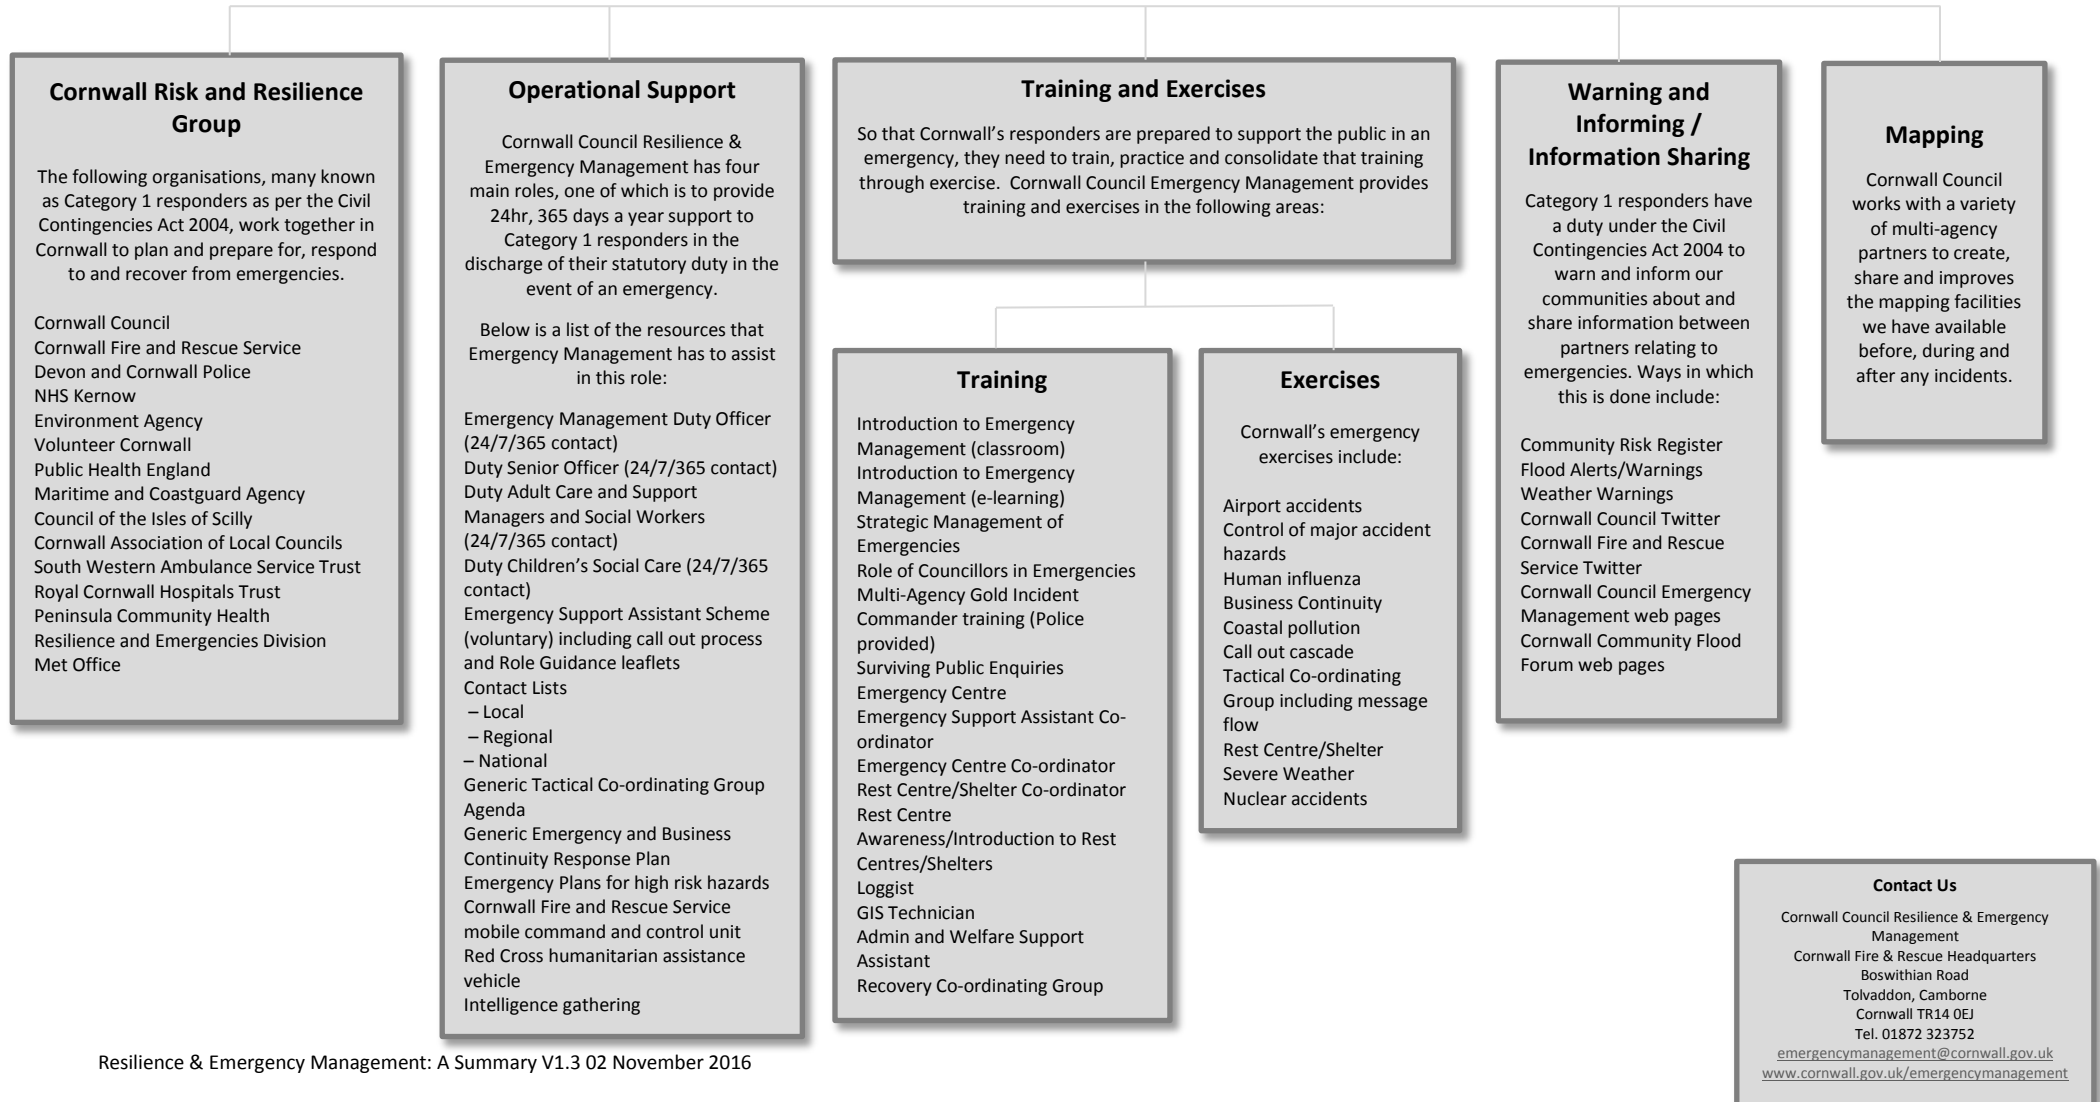 Cornwall Risk and Resilience
Group
The following organisations, many known
as Category 1 responders as per the Civil
Contingencies Act 2004, work together in
Cornwall to plan and prepare for, respond
to and recover from emergencies.
Cornwall Council
Cornwall Fire and Rescue Service
Devon and Cornwall Police
NHS Kernow
Environment Agency
Volunteer Cornwall
Public Health England
Maritime and Coastguard Agency
Council of the Isles of Scilly
Cornwall Association of Local Councils
South Western Ambulance Service Trust
Royal Cornwall Hospitals Trust
Peninsula Community Health
Resilience and Emergencies Division
Met Office
Operational Support
Cornwall Council Resilience &
Emergency Management has four
main roles, one of which is to provide
24hr, 365 days a year support to
Category 1 responders in the
discharge of their statutory duty in the
event of an emergency.
Below is a list of the resources that
Emergency Management has to assist
in this role:
Emergency Management Duty Officer
(24/7/365 contact)
Duty Senior Officer (24/7/365 contact)
Duty Adult Care and Support
Managers and Social Workers
(24/7/365 contact)
Duty Children's Social Care (24/7/365
contact)
Emergency Support Assistant Scheme
(voluntary) including call out process
and Role Guidance leaflets
Contact Lists
– Local
– Regional
– National
Generic Tactical Co-ordinating Group
Agenda
Generic Emergency and Business
Continuity Response Plan
Emergency Plans for high risk hazards
Cornwall Fire and Rescue Service
mobile command and control unit
Red Cross humanitarian assistance
vehicle
Intelligence gathering
Training and Exercises
So that Cornwall's responders are prepared to support the public in an
emergency, they need to train, practice and consolidate that training
through exercise.  Cornwall Council Emergency Management provides
training and exercises in the following areas:
Training
Introduction to Emergency
Management (classroom)
Introduction to Emergency
Management (e-learning)
Strategic Management of
Emergencies
Role of Councillors in Emergencies
Multi-Agency Gold Incident
Commander training (Police
provided)
Surviving Public Enquiries
Emergency Centre
Emergency Support Assistant Co-
ordinator
Emergency Centre Co-ordinator
Rest Centre/Shelter Co-ordinator
Rest Centre
Awareness/Introduction to Rest
Centres/Shelters
Loggist
GIS Technician
Admin and Welfare Support
Assistant
Recovery Co-ordinating Group
Exercises
Cornwall's emergency
exercises include:
Airport accidents
Control of major accident
hazards
Human influenza
Business Continuity
Coastal pollution
Call out cascade
Tactical Co-ordinating
Group including message
flow
Rest Centre/Shelter
Severe Weather
Nuclear accidents
Warning and
Informing /
Information Sharing
Category 1 responders have
a duty under the Civil
Contingencies Act 2004 to
warn and inform our
communities about and
share information between
partners relating to
emergencies. Ways in which
this is done include:
Community Risk Register
Flood Alerts/Warnings
Weather Warnings
Cornwall Council Twitter
Cornwall Fire and Rescue
Service Twitter
Cornwall Council Emergency
Management web pages
Cornwall Community Flood
Forum web pages
Mapping
Cornwall Council
works with a variety
of multi-agency
partners to create,
share and improves
the mapping facilities
we have available
before, during and
after any incidents.
Contact Us
Cornwall Council Resilience & Emergency
Management
Cornwall Fire & Rescue Headquarters
Boswithian Road
Tolvaddon, Camborne
Cornwall TR14 0EJ
Tel. 01872 323752
emergencymanagement@cornwall.gov.uk
www.cornwall.gov.uk/emergencymanagement
Resilience & Emergency Management: A Summary V1.3 02 November 2016